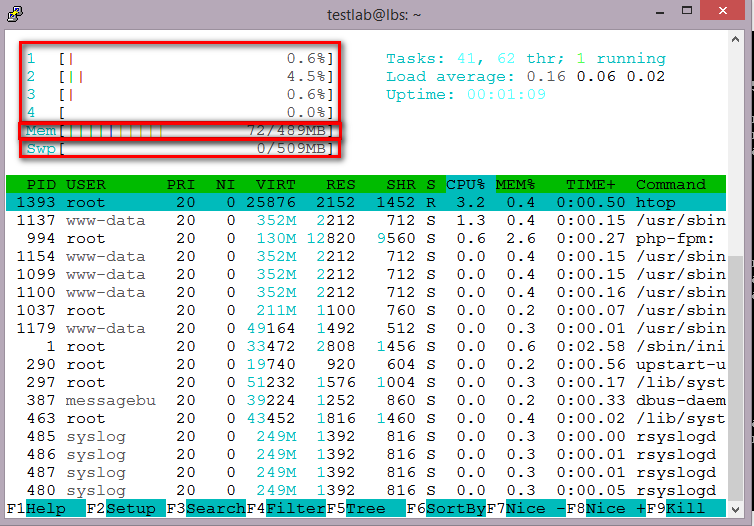 testlab@lbs: ~
1 [| 0.6%] Tasks: 41, 62 thr; 1 running
2 [|| 4.5%] Load average: 0.16 0.06 0.02
3 [| 0.6%] Uptime: 00:01:09
4 [ 0.0%]
Mem[|||||||||| 72/489MB]
Swp[ 0/509MB]
PID USER PRI NI VIRT RES SHR S CPU% MEM% TIME+ Command
1393 root 20 0 25876 2152 1452 R 3.2 0.4 0:00.50 htop
1137 www-data 20 0 352M 2212 712 S 1.3 0.4 0:00.15 /usr/sbin
994 root 20 0 130M 12820 9560 S 0.6 2.6 0:00.27 php-fpm:
1154 www-data 20 0 352M 2212 712 S 0.0 0.4 0:00.15 /usr/sbin
1099 www-data 20 0 352M 2212 712 S 0.0 0.4 0:00.15 /usr/sbin
1100 www-data 20 0 352M 2212 712 S 0.0 0.4 0:00.16 /usr/sbin
1037 root 20 0 211M 1100 760 S 0.0 0.2 0:00.07 /usr/sbin
1179 www-data 20 0 49164 1492 512 S 0.0 0.3 0:00.01 /usr/sbin
1 root 20 0 33472 2808 1456 S 0.0 0.6 0:02.58 /sbin/ini
290 root 20 0 19740 920 604 S 0.0 0.2 0:00.56 upstart-u
297 root 20 0 51232 1576 1004 S 0.0 0.3 0:00.17 /lib/syst
387 messagebu 20 0 39224 1252 860 S 0.0 0.2 0:00.33 dbus-daem
463 root 20 0 43452 1816 1460 S 0.0 0.4 0:00.02 /lib/syst
485 syslog 20 0 249M 1392 816 S 0.0 0.3 0:00.00 rsyslogd
486 syslog 20 0 249M 1392 816 S 0.0 0.3 0:00.01 rsyslogd
487 syslog 20 0 249M 1392 816 S 0.0 0.3 0:00.01 rsyslogd
480 syslog 20 0 249M 1392 816 S 0.0 0.3 0:00.05 rsyslogd
F1Help F2Setup F3SearchF4FilterF5Tree F6SortByF7Nice -F8Nice +F9Kill